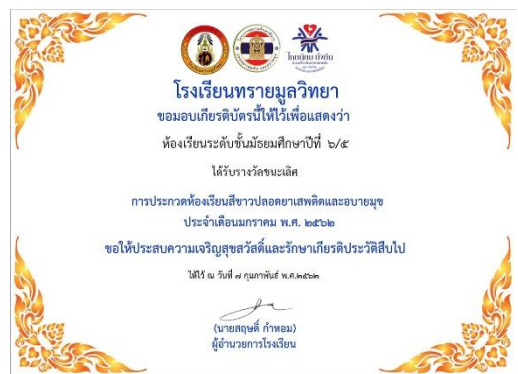 ไทยนิยม ยั่งยืน
โรงเรียนทรายมูลวิทยา
ขอมอบเกียรติบัตรนี้ให้ไว้เพื่อแสดงว่า
ห้องเรียนระดับชั้นมัธยมศึกษาปีที่ ๖/๕
ได้รับรางวัลชนะเลิศ
การประกวดห้องเรียนสีขาวปลอดยาเสพติดและอบายมุข
ประจำเดือนมกราคม พ.ศ. ๒๕๖๒
ขอให้ประสบความเจริญสุขสวัสดิ์และรักษาเกียรติประวัติสืบไป
ให้ไว้ ณ วันที่ ๗ กุมภาพันธ์ พ.ศ.๒๕๖๒
(นายสฤษดิ์ กำหอม)
ผู้อำนวยการโรงเรียน